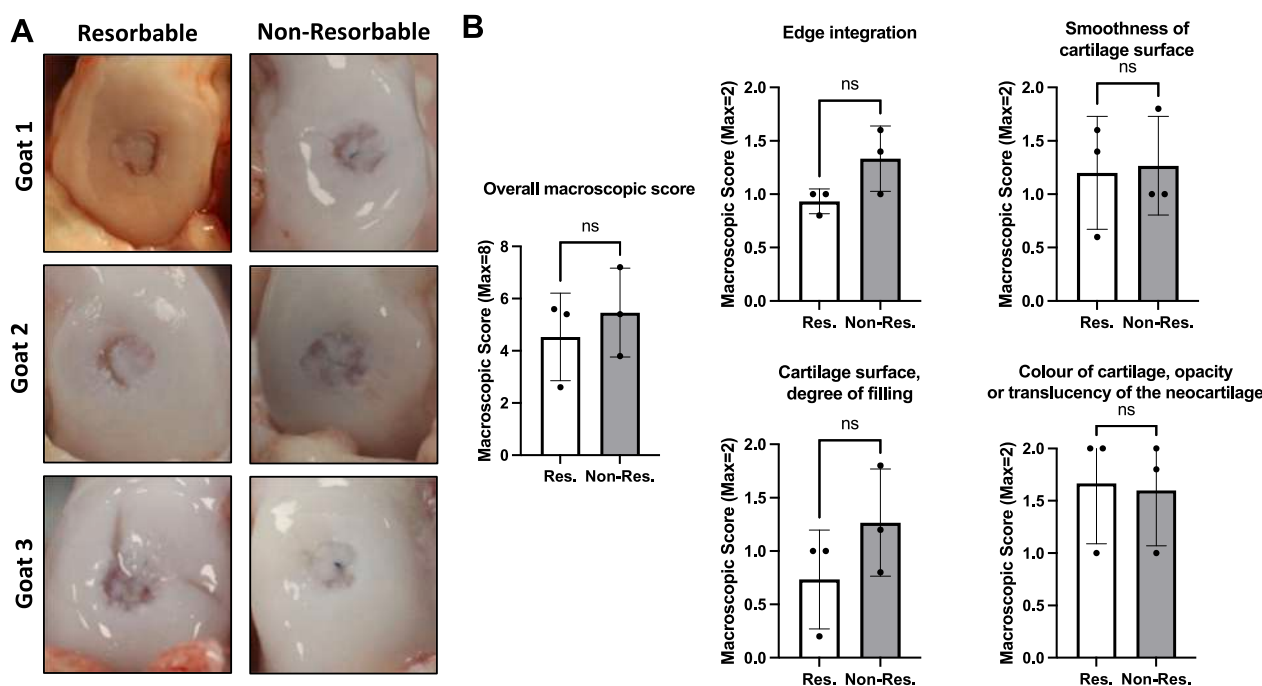 A
Resorbable
Non-Resorbable
Goat 1
Goat 2
Goat 3
B
Overall macroscopic score
ns
Macroscopic Score (Max=8)
8
6
4
2
0
Res.
Non-Res.
Edge integration
ns
Macroscopic Score (Max=2)
2.0
1.5
1.0
0.5
0.0
Res.
Non-Res.
Smoothness of
cartilage surface
ns
Macroscopic Score (Max=2)
2.0
1.5
1.0
0.5
0.0
Res.
Non-Res.
Cartilage surface,
degree of filling
ns
Macroscopic Score (Max=2)
2.0
1.5
1.0
0.5
0.0
Res.
Non-Res.
Colour of cartilage, opacity
or translucency of the neocartilage
ns
Macroscopic Score (Max=2)
2.0
1.5
1.0
0.5
0.0
Res.
Non-Res.